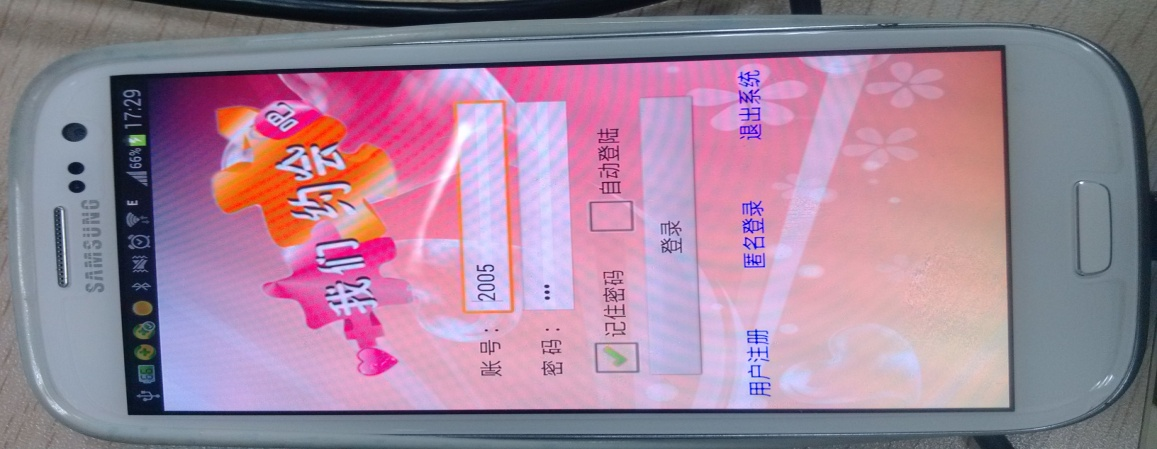 SAMSUNG
66% 17:29
我们约会吧
账号： 2005
密码： •••
记住密码 自动登陆
登录
用户注册 匿名登录 退出系统